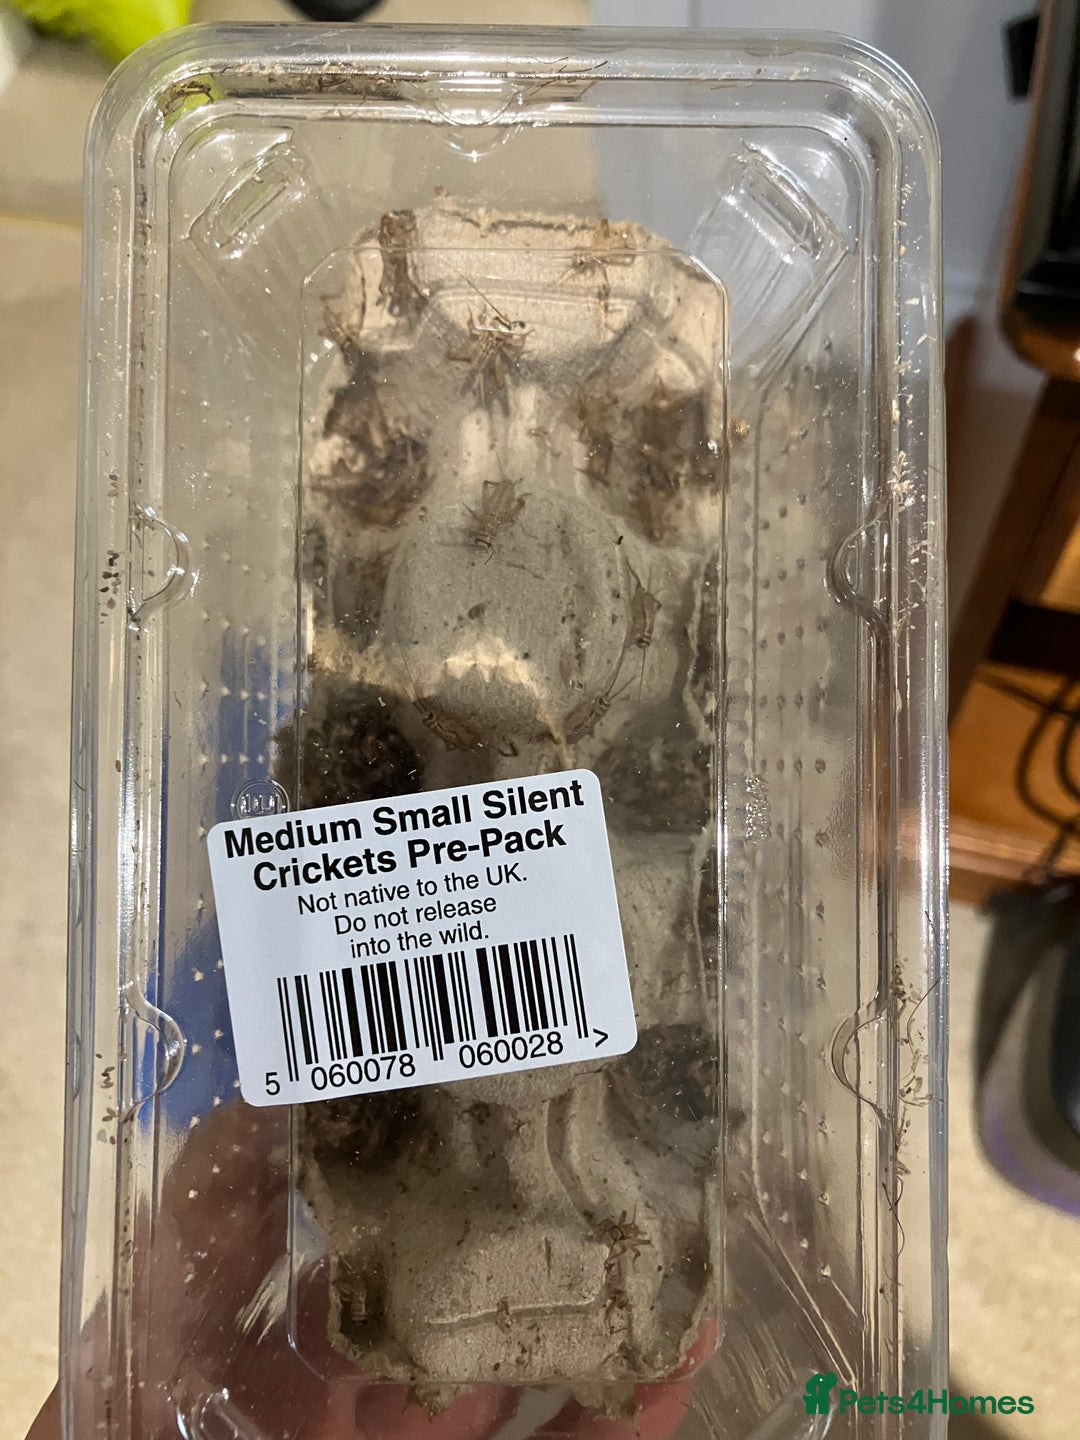 Medium Small Silent
Crickets Pre-Pack
Not native to the UK.
Do not release
into the wild.
5 060078 060028 >
Pets4Homes